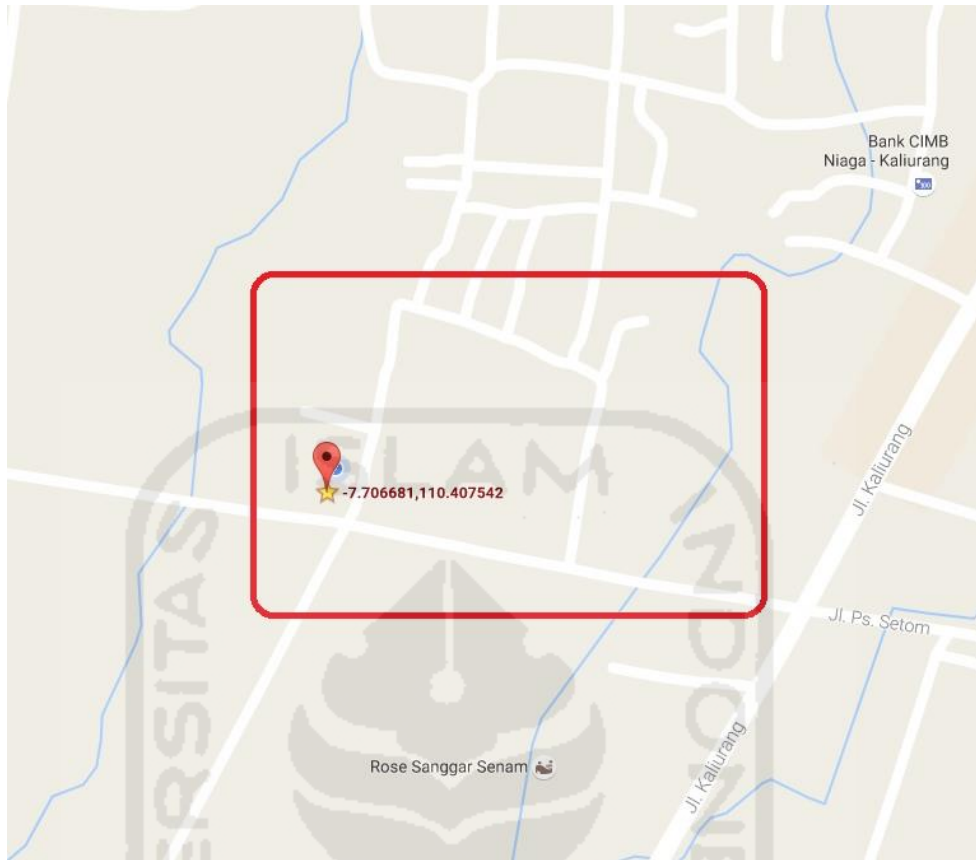 Bank CIMB
Niaga - Kaliurang
Jl. Kaliurang
ISLAM
-7.706681,110.407542
Jl. Ps. Setom
Rose Sanggar Senam
Jl. Kaliurang